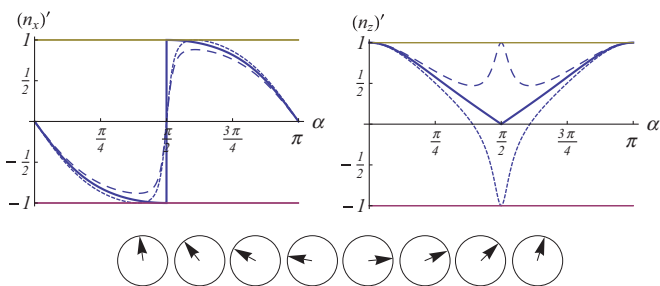 (n_x)′ (n_z)′
1 1
1/2 1/2
π/4 π/2 3π/4 π α π/4 π/2 3π/4 π α
−1/2 −1/2
−1 −1